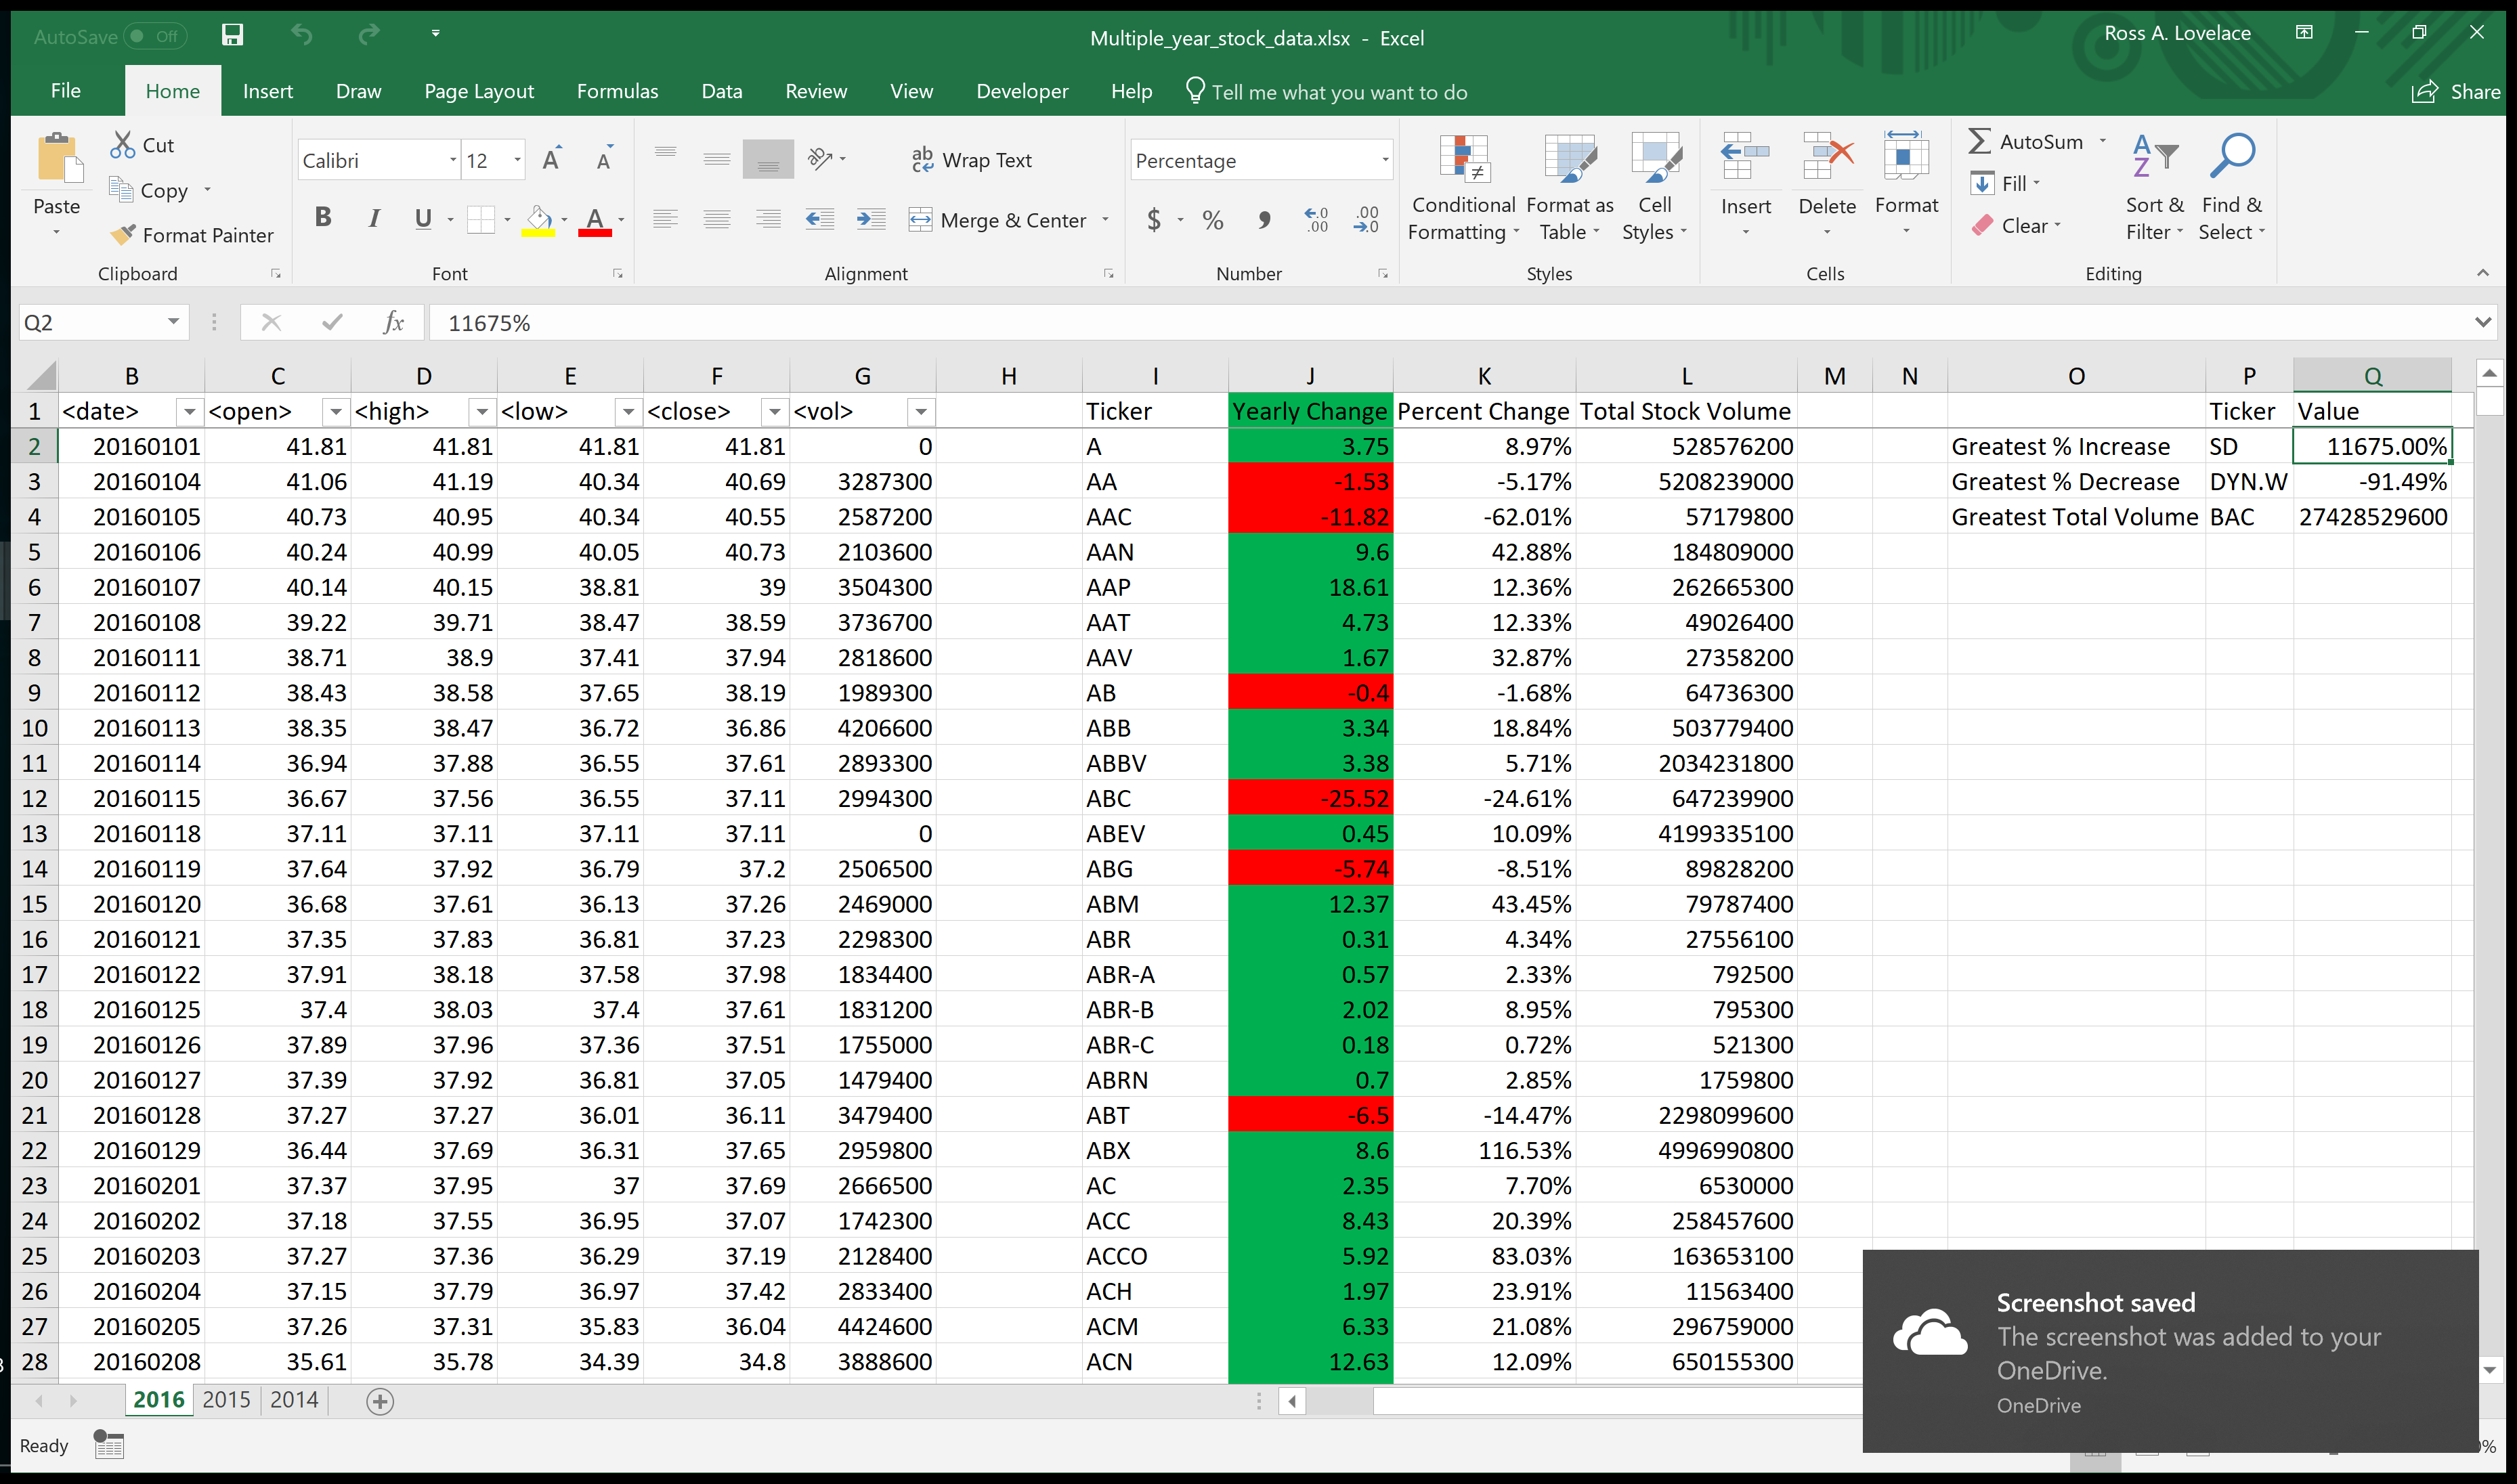 AutoSave Off
Multiple_year_stock_data.xlsx - Excel
Ross A. Lovelace
File Home Insert Draw Page Layout Formulas Data Review View Developer Help Tell me what you want to do Share
Paste
Cut
Copy
Format Painter
Clipboard
Calibri 12
B I U
Font
Wrap Text
Merge & Center
Alignment
Percentage
$ % ,
Number
Conditional Formatting
Format as Table
Cell Styles
Styles
Insert
Delete
Format
Cells
AutoSum
Fill
Clear
Sort & Filter
Find & Select
Editing
Q2 fx 11675%
B C D E F G H I J K L M N O P Q
1 <date> <open> <high> <low> <close> <vol> Ticker Yearly Change Percent Change Total Stock Volume Ticker Value
2 20160101 41.81 41.81 41.81 41.81 0 A 3.75 8.97% 528576200 Greatest % Increase SD 11675.00%
3 20160104 41.06 41.19 40.34 40.69 3287300 AA -1.53 -5.17% 5208239000 Greatest % Decrease DYN.W -91.49%
4 20160105 40.73 40.95 40.34 40.55 2587200 AAC -11.82 -62.01% 57179800 Greatest Total Volume BAC 27428529600
5 20160106 40.24 40.99 40.05 40.73 2103600 AAN 9.6 42.88% 184809000
6 20160107 40.14 40.15 38.81 39 3504300 AAP 18.61 12.36% 262665300
7 20160108 39.22 39.71 38.47 38.59 3736700 AAT 4.73 12.33% 49026400
8 20160111 38.71 38.9 37.41 37.94 2818600 AAV 1.67 32.87% 27358200
9 20160112 38.43 38.58 37.65 38.19 1989300 AB -0.4 -1.68% 64736300
10 20160113 38.35 38.47 36.72 36.86 4206600 ABB 3.34 18.84% 503779400
11 20160114 36.94 37.88 36.55 37.61 2893300 ABBV 3.38 5.71% 2034231800
12 20160115 36.67 37.56 36.55 37.11 2994300 ABC -25.52 -24.61% 647239900
13 20160118 37.11 37.11 37.11 37.11 0 ABEV 0.45 10.09% 4199335100
14 20160119 37.64 37.92 36.79 37.2 2506500 ABG -5.74 -8.51% 89828200
15 20160120 36.68 37.61 36.13 37.26 2469000 ABM 12.37 43.45% 79787400
16 20160121 37.35 37.83 36.81 37.23 2298300 ABR 0.31 4.34% 27556100
17 20160122 37.91 38.18 37.58 37.98 1834400 ABR-A 0.57 2.33% 792500
18 20160125 37.4 38.03 37.4 37.61 1831200 ABR-B 2.02 8.95% 795300
19 20160126 37.89 37.96 37.36 37.51 1755000 ABR-C 0.18 0.72% 521300
20 20160127 37.39 37.92 36.81 37.05 1479400 ABRN 0.7 2.85% 1759800
21 20160128 37.27 37.27 36.01 36.11 3479400 ABT -6.5 -14.47% 2298099600
22 20160129 36.44 37.69 36.31 37.65 2959800 ABX 8.6 116.53% 4996990800
23 20160201 37.37 37.95 37 37.69 2666500 AC 2.35 7.70% 6530000
24 20160202 37.18 37.55 36.95 37.07 1742300 ACC 8.43 20.39% 258457600
25 20160203 37.27 37.36 36.29 37.19 2128400 ACCO 5.92 83.03% 163653100
26 20160204 37.15 37.79 36.97 37.42 2833400 ACH 1.97 23.91% 11563400
27 20160205 37.26 37.31 35.83 36.04 4424600 ACM 6.33 21.08% 296759000
28 20160208 35.61 35.78 34.39 34.8 3888600 ACN 12.63 12.09% 650155300
2016 2015 2014
Ready
Screenshot saved
The screenshot was added to your
OneDrive.
OneDrive